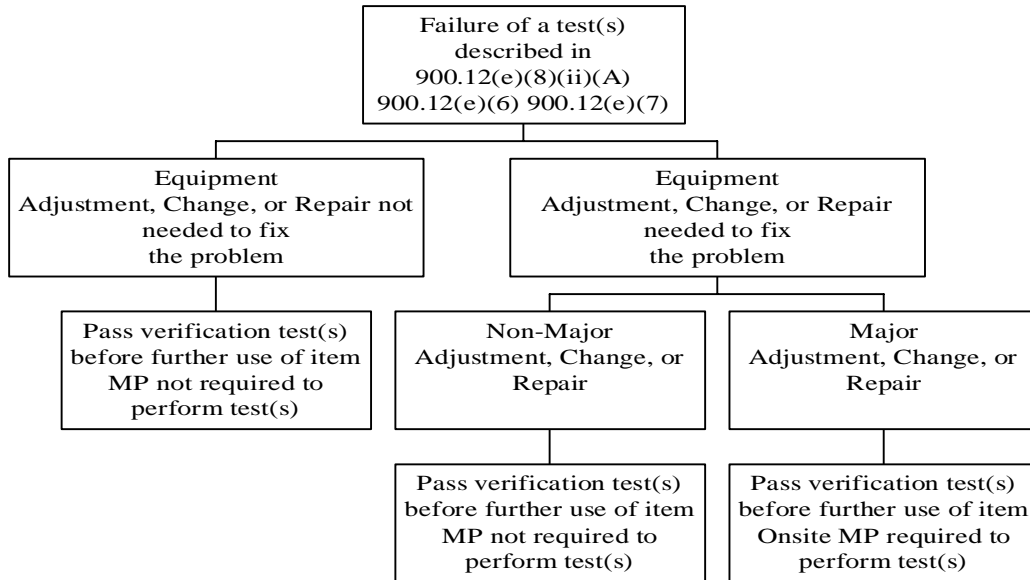 Failure of a test(s)
described in
900.12(e)(8)(ii)(A)
900.12(e)(6) 900.12(e)(7)
Equipment
Adjustment, Change, or Repair not
needed to fix
the problem
Equipment
Adjustment, Change, or Repair
needed to fix
the problem
Pass verification test(s)
before further use of item
MP not required to
perform test(s)
Non-Major
Adjustment, Change, or
Repair
Major
Adjustment, Change, or
Repair
Pass verification test(s)
before further use of item
MP not required to
perform test(s)
Pass verification test(s)
before further use of item
Onsite MP required to
perform test(s)